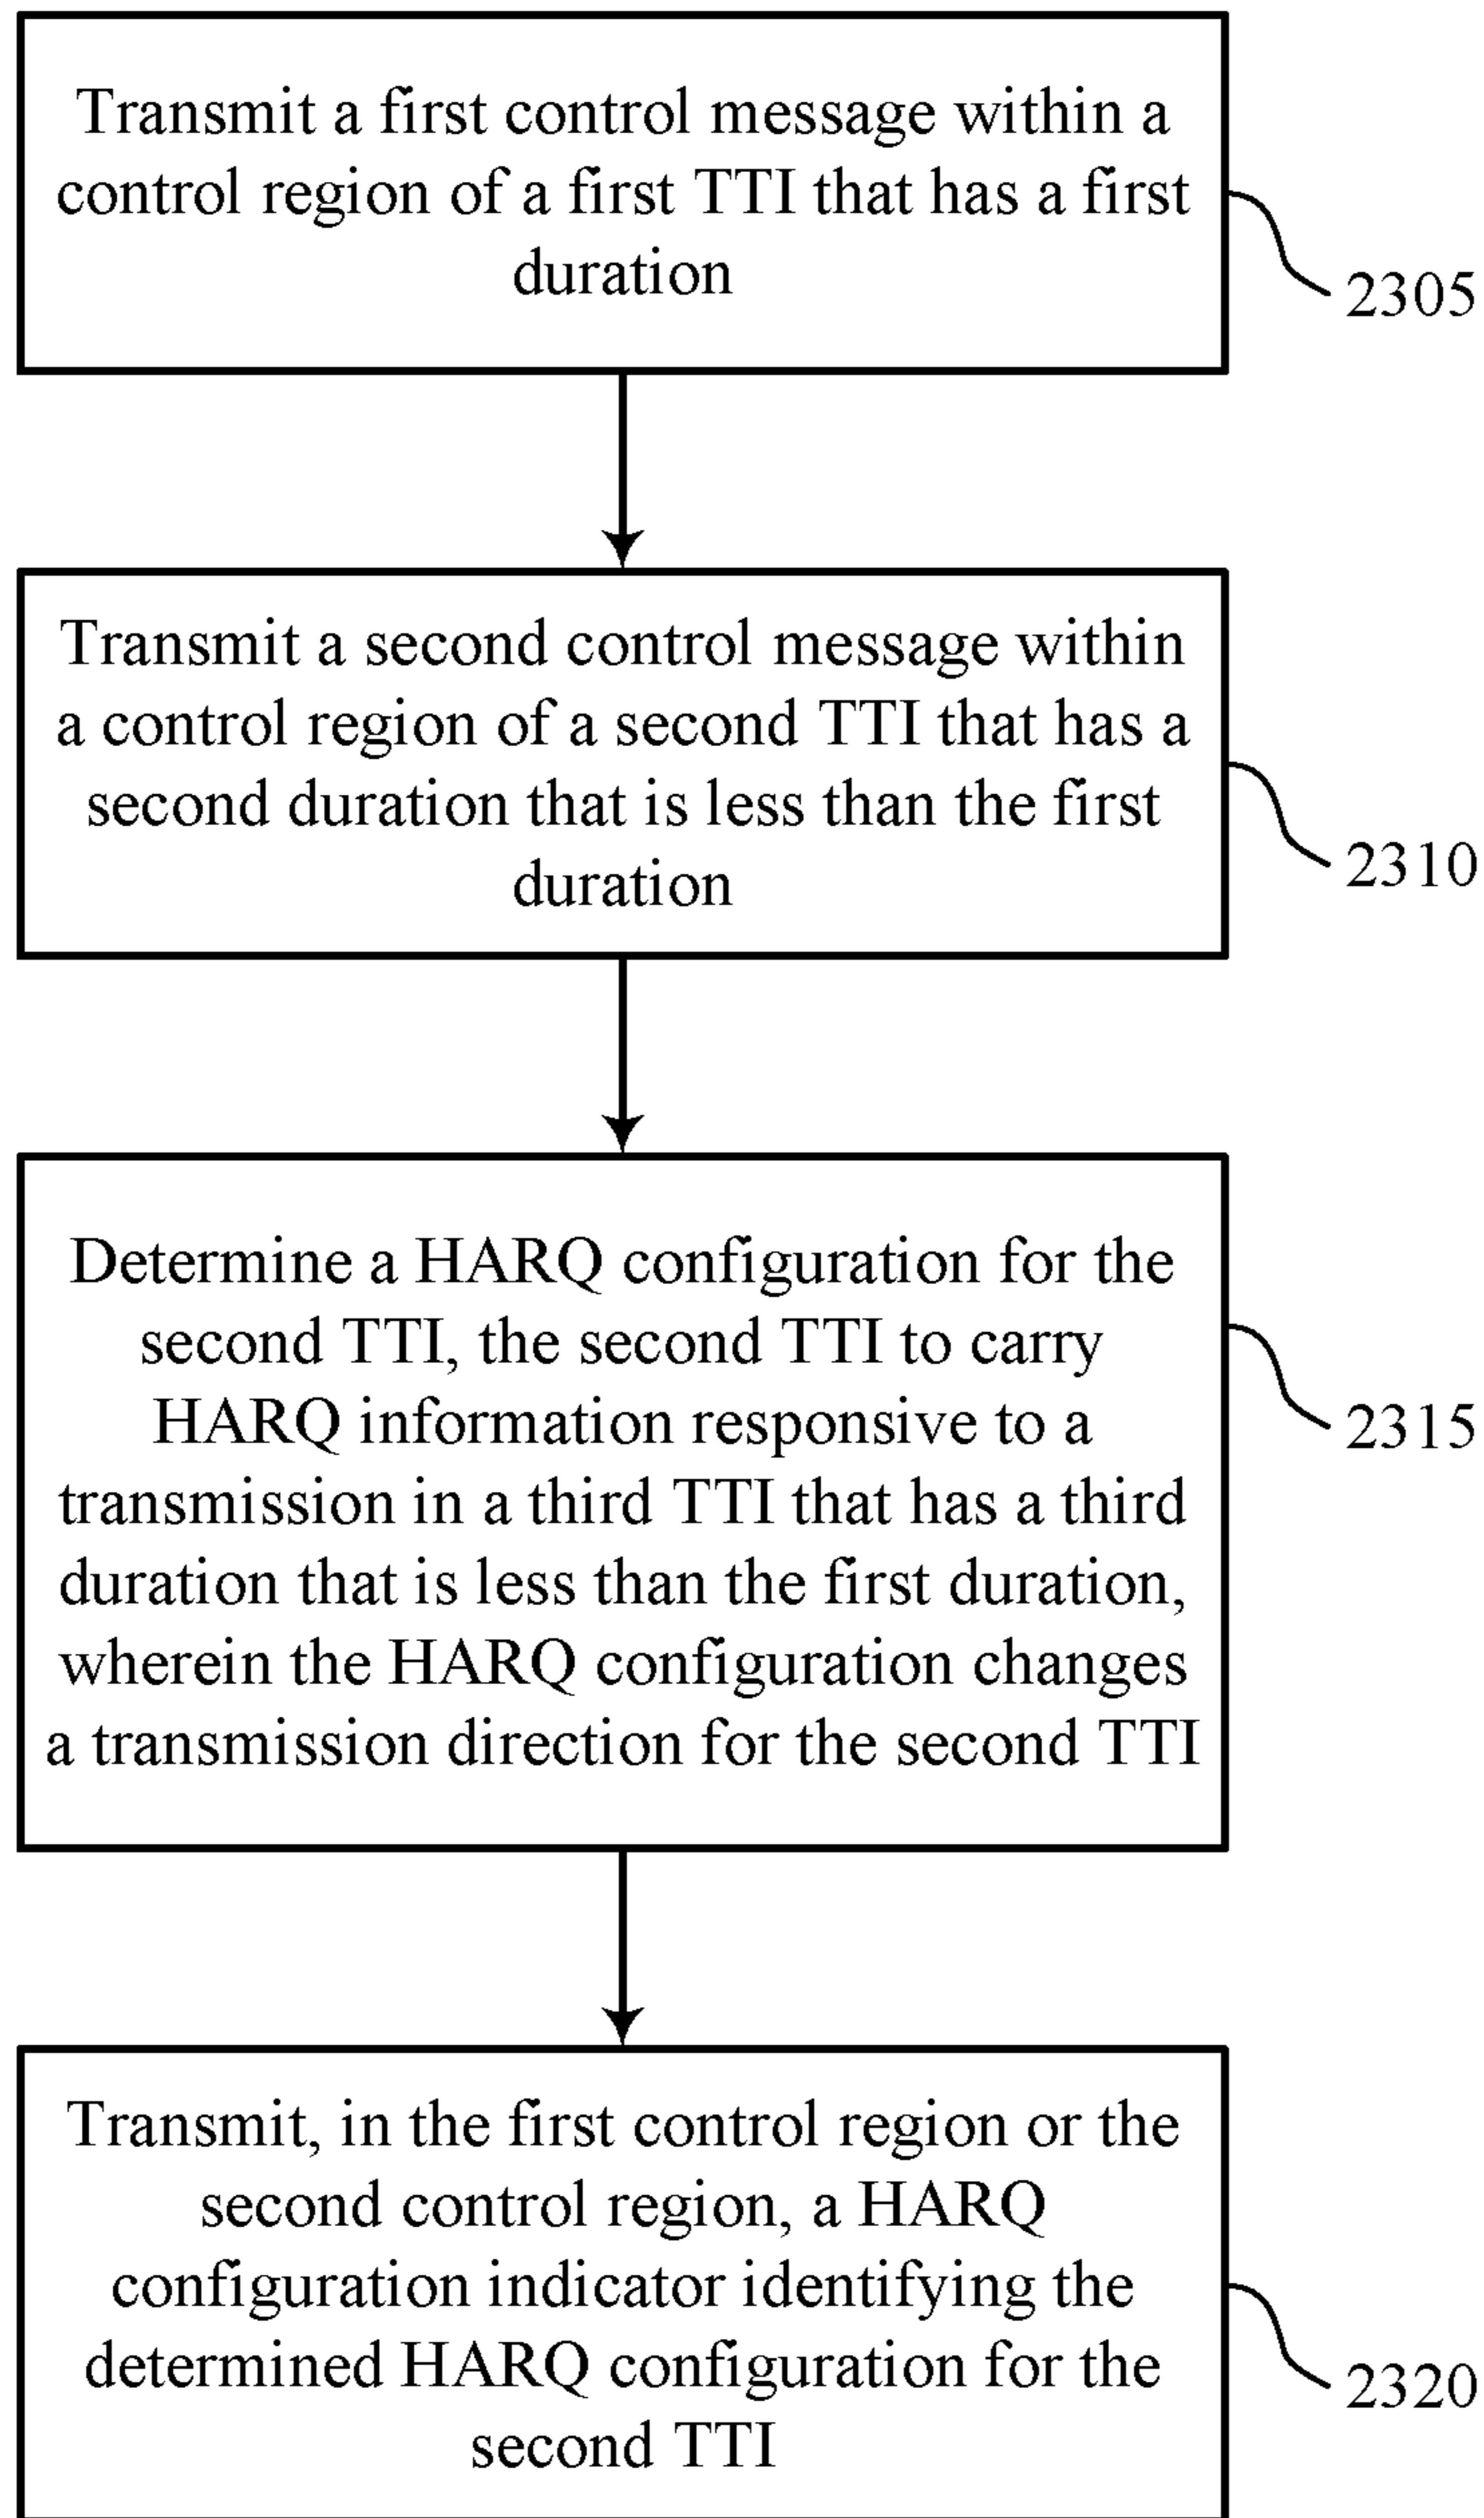 Transmit a first control message within a
control region of a first TTI that has a first
duration
2305
Transmit a second control message within
a control region of a second TTI that has a
second duration that is less than the first
duration
2310
Determine a HARQ configuration for the
second TTI, the second TTI to carry
HARQ information responsive to a
transmission in a third TTI that has a third
duration that is less than the first duration,
wherein the HARQ configuration changes
a transmission direction for the second TTI
2315
Transmit, in the first control region or the
second control region, a HARQ
configuration indicator identifying the
determined HARQ configuration for the
second TTI
2320